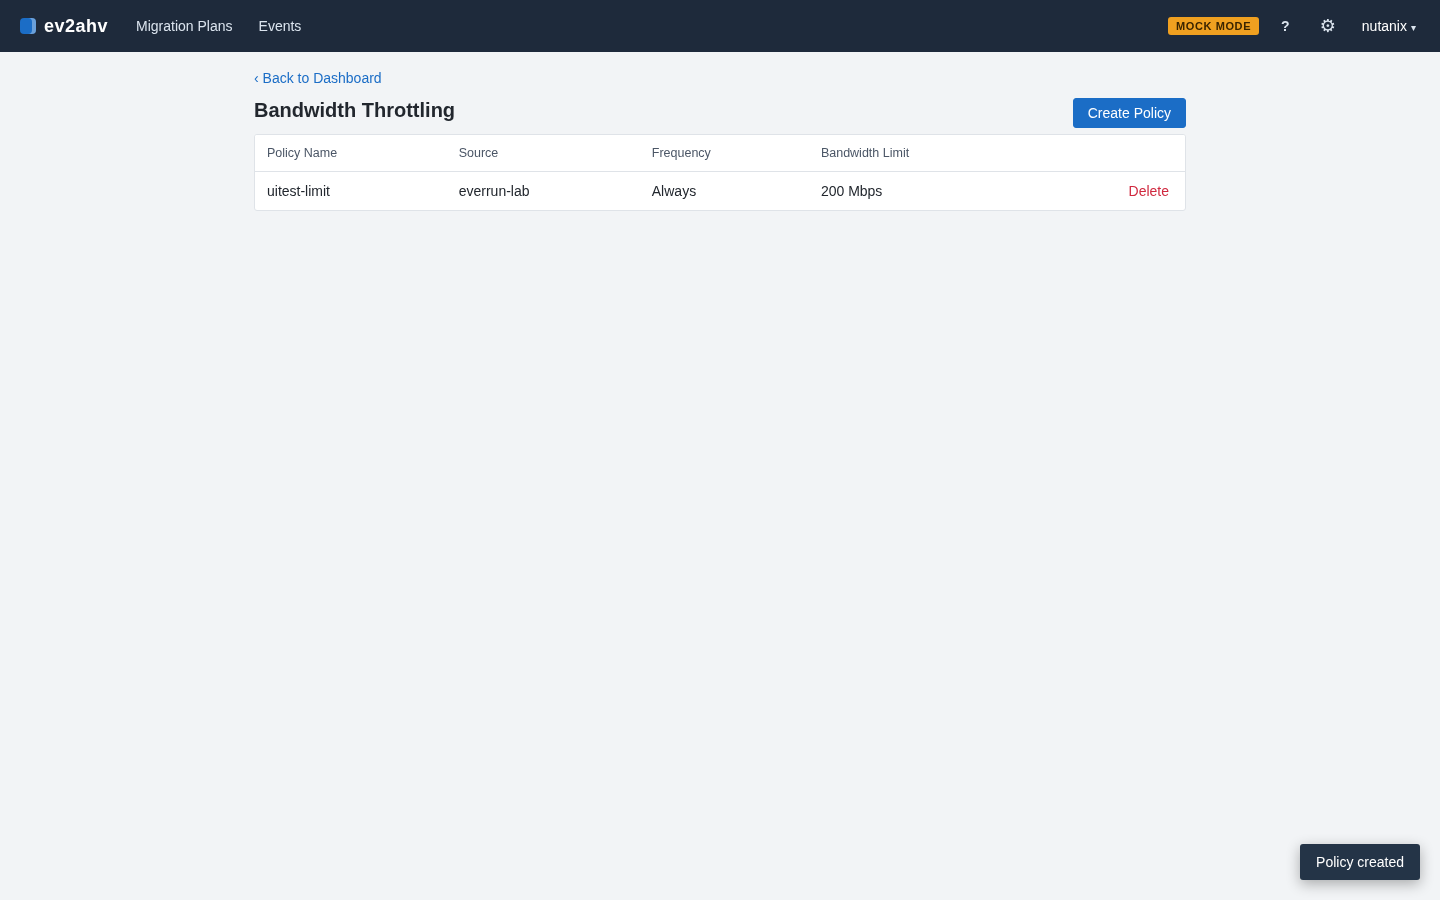 ev2ahv Migration Plans Events MOCK MODE ? nutanix ▾
‹ Back to Dashboard
Bandwidth Throttling Create Policy
Policy Name Source Frequency Bandwidth Limit
uitest-limit everrun-lab Always 200 Mbps Delete
Policy created